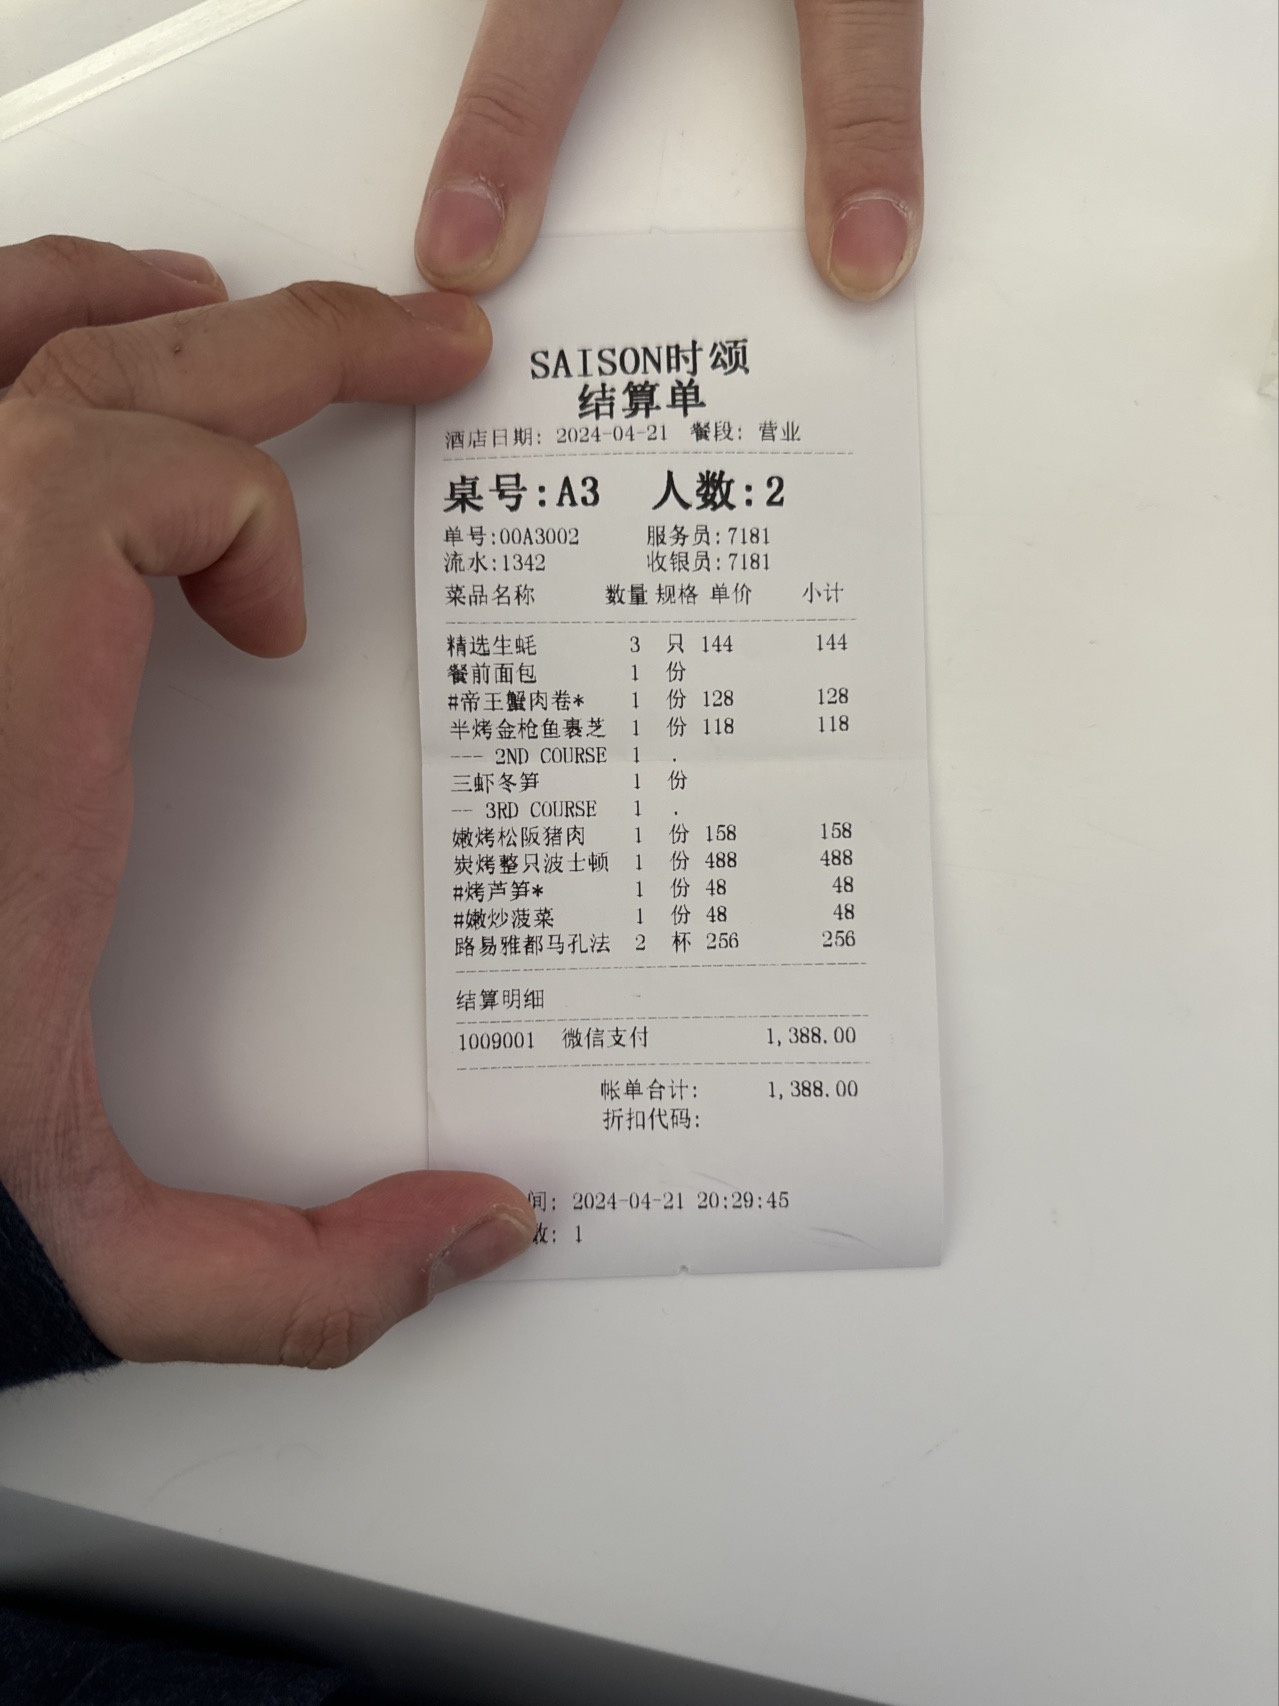 SAISON时颂
结算单
酒店日期: 2024-04-21 餐段: 营业
桌号:A3 人数:2
单号:00A3002 服务员:7181
流水:1342 收银员:7181
菜品名称 数量 规格 单价 小计
精选生蚝 3 只 144 144
餐前面包 1 份
#帝王蟹肉卷* 1 份 128 128
半烤金枪鱼裹芝 1 份 118 118
--- 2ND COURSE 1 .
三虾冬笋 1 份
-- 3RD COURSE 1 .
嫩烤松阪猪肉 1 份 158 158
炭烤整只波士顿 1 份 488 488
#烤芦笋* 1 份 48 48
#嫩炒菠菜 1 份 48 48
路易雅都马孔法 2 杯 256 256
结算明细
1009001 微信支付 1,388.00
帐单合计: 1,388.00
折扣代码:
间: 2024-04-21 20:29:45
数: 1